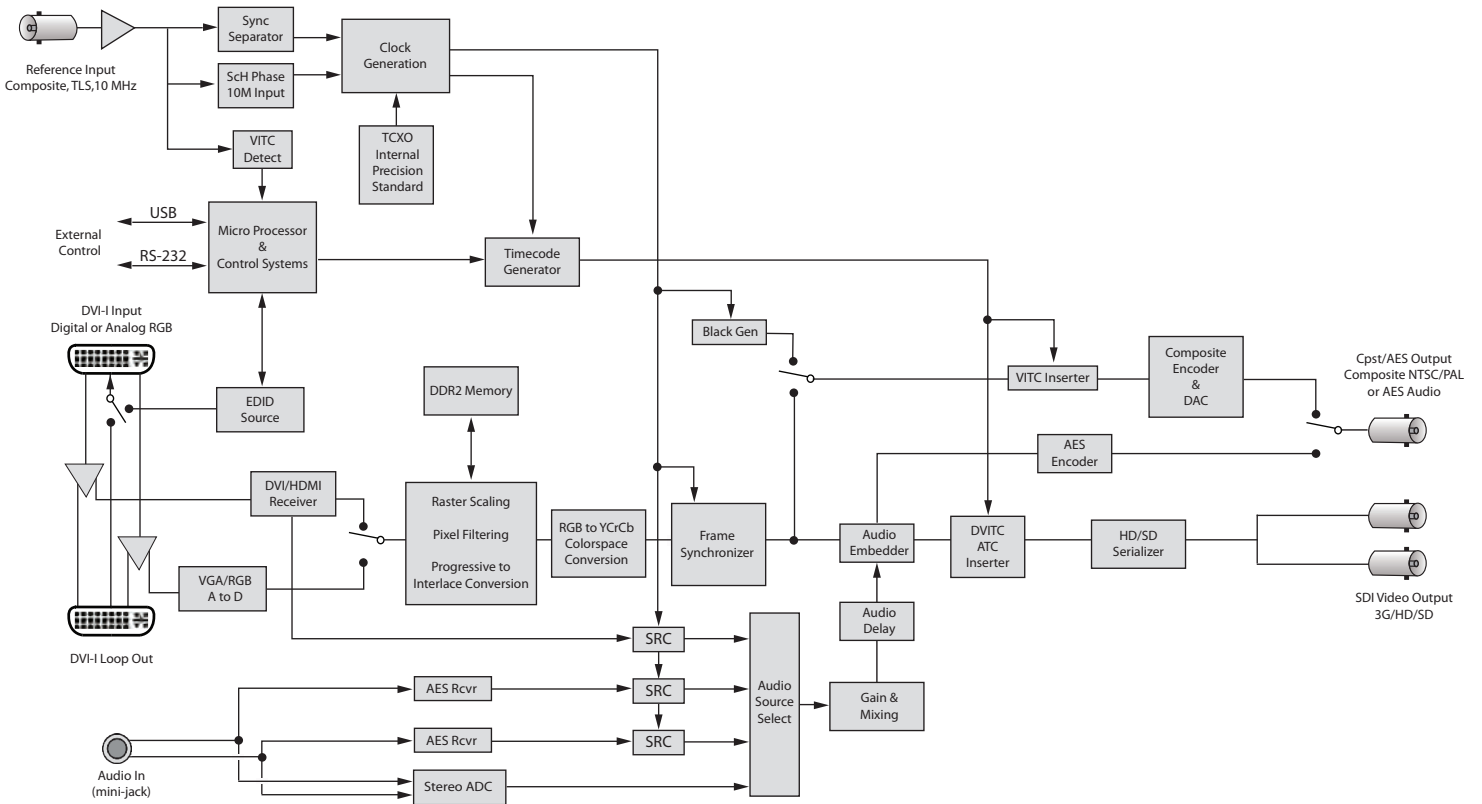 Reference Input
Composite, TLS,10 MHz
Sync
Separator
ScH Phase
10M Input
Clock
Generation
VITC
Detect
TCXO
Internal
Precision
Standard
External
Control
USB
RS-232
Micro Processor
&
Control Systems
Timecode
Generator
DVI-I Input
Digital or Analog RGB
EDID
Source
Black Gen
VITC Inserter
Composite
Encoder
&
DAC
Cpst/AES Output
Composite NTSC/PAL
or AES Audio
DDR2 Memory
AES
Encoder
DVI/HDMI
Receiver
Raster Scaling
Pixel Filtering
Progressive to
Interlace Conversion
RGB to YCrCb
Colorspace
Conversion
Frame
Synchronizer
Audio
Embedder
DVITC
ATC
Inserter
HD/SD
Serializer
VGA/RGB
A to D
SDI Video Output
3G/HD/SD
DVI-I Loop Out
Audio
Delay
SRC
AES Rcvr
SRC
Audio
Source
Select
Gain &
Mixing
AES Rcvr
SRC
Audio In
(mini-jack)
Stereo ADC